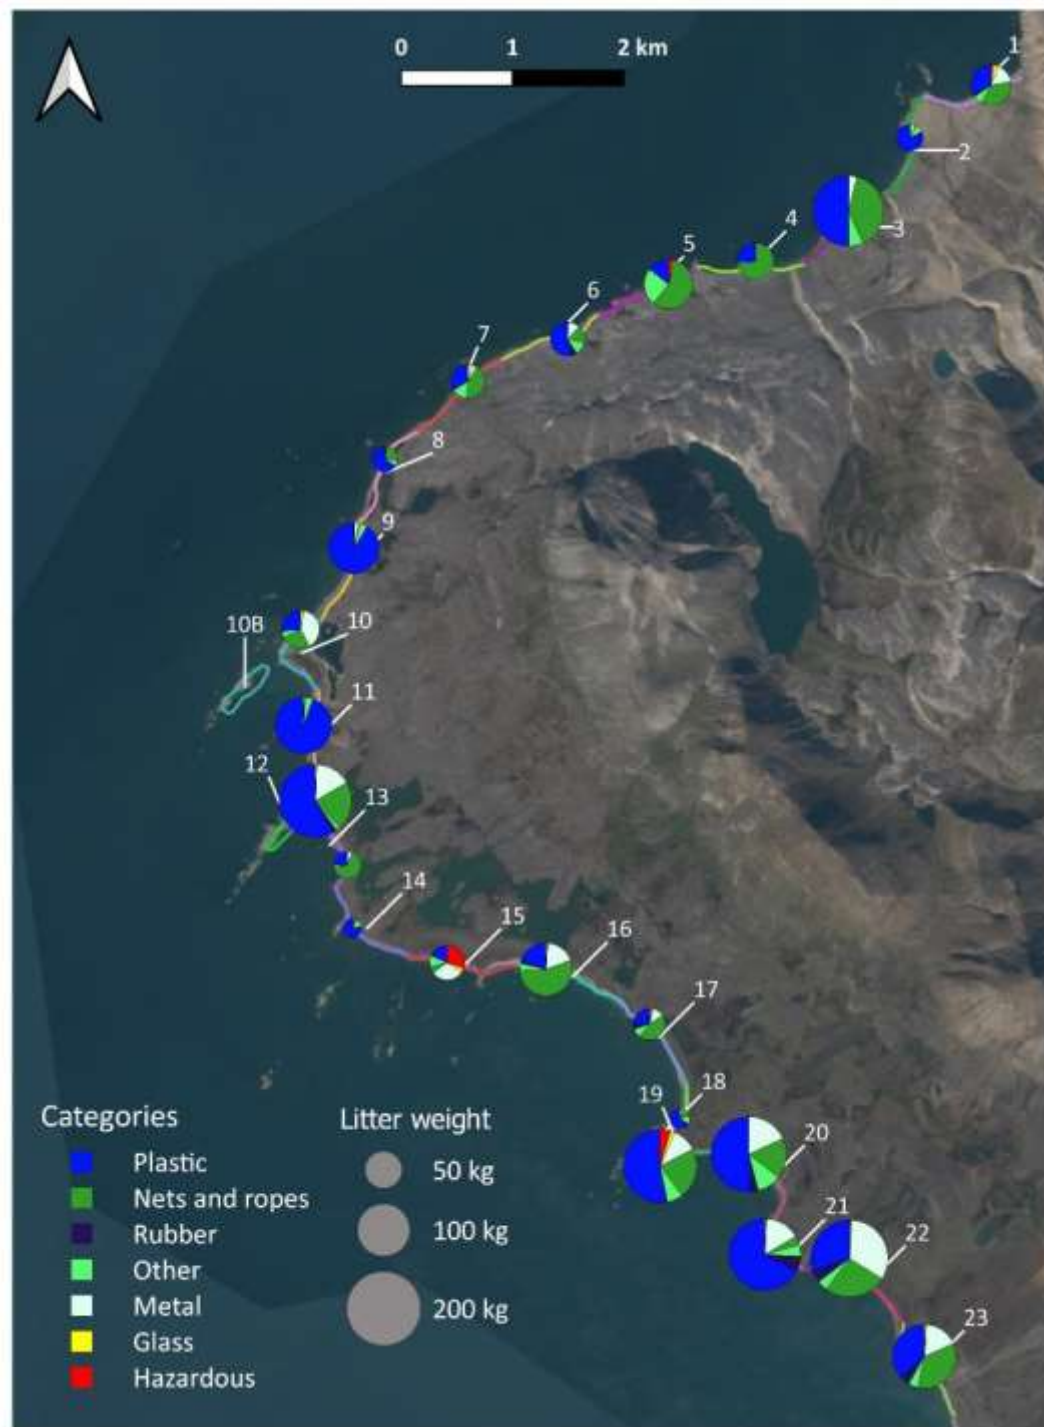 0 1 2 km
1
2
3
4
5
6
7
8
9
10B
10
11
12
13
14
15
16
17
18
19
20
21
22
23
Categories
Plastic
Nets and ropes
Rubber
Other
Metal
Glass
Hazardous
Litter weight
50 kg
100 kg
200 kg